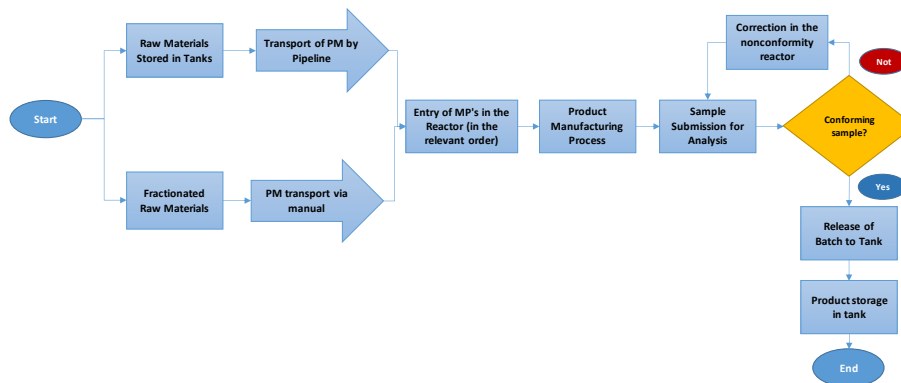 Start
Raw Materials
Stored in Tanks
Transport of PM by
Pipeline
Fractionated
Raw Materials
PM transport via
manual
Entry of MP's in the
Reactor (in the
relevant order)
Product
Manufacturing
Process
Sample
Submission for
Analysis
Correction in the
nonconformity
reactor
Not
Conforming
sample?
Yes
Release of
Batch to Tank
Product storage
in tank
End